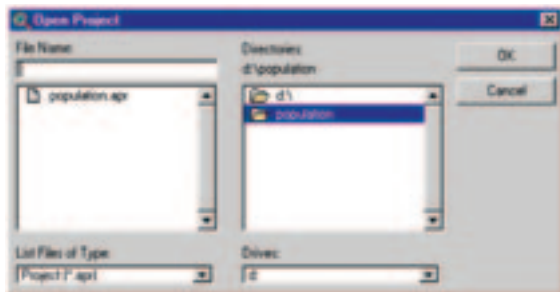 Open Project
File Name:
population.apr
List Files of Type:
Project (*.apr)
Directories:
d:\population
d:\
population
Drives:
d:
OK
Cancel